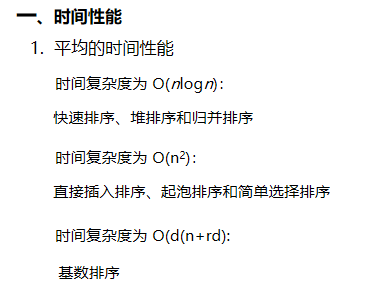 一、时间性能
1. 平均的时间性能
时间复杂度为 O(nlogn)：
快速排序、堆排序和归并排序
时间复杂度为 O(n²)：
直接插入排序、起泡排序和简单选择排序
时间复杂度为 O(d(n+rd):
基数排序